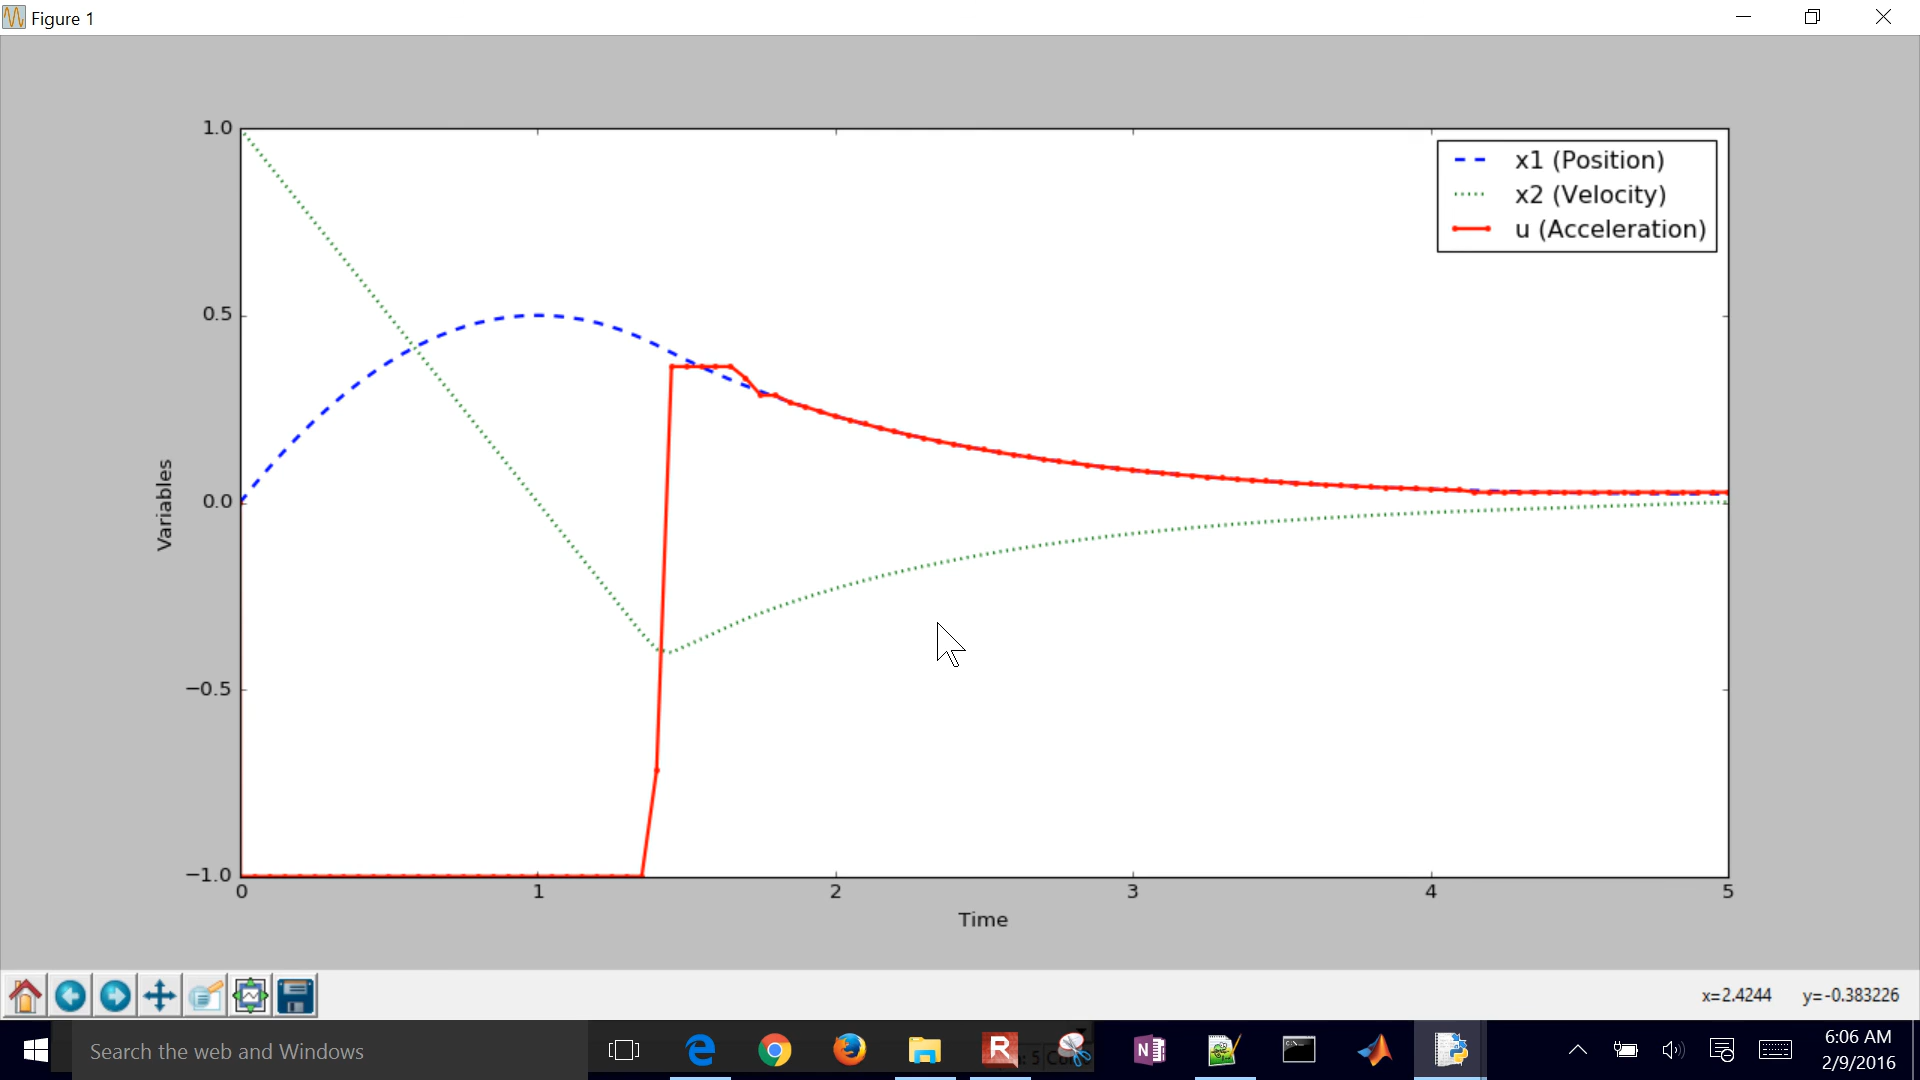 Figure 1
1.0
0.5
0.0
−0.5
−1.0
Variables
x1 (Position)
x2 (Velocity)
u (Acceleration)
0 1 2 3 4 5
Time
x=2.4244 y=-0.383226
Search the web and Windows
6:06 AM
2/9/2016